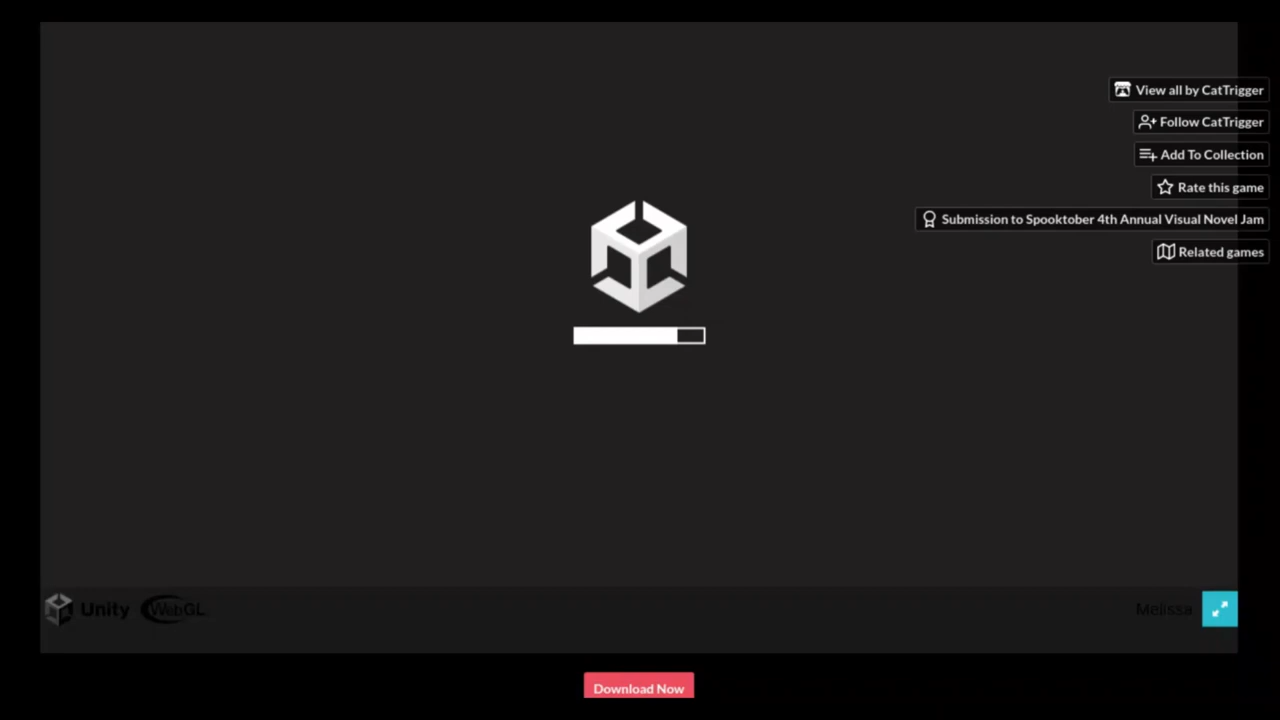 View all by CatTrigger
Follow CatTrigger
Add To Collection
Rate this game
Submission to Spooktober 4th Annual Visual Novel Jam
Related games
Unity WebGL
Melissa
Download Now